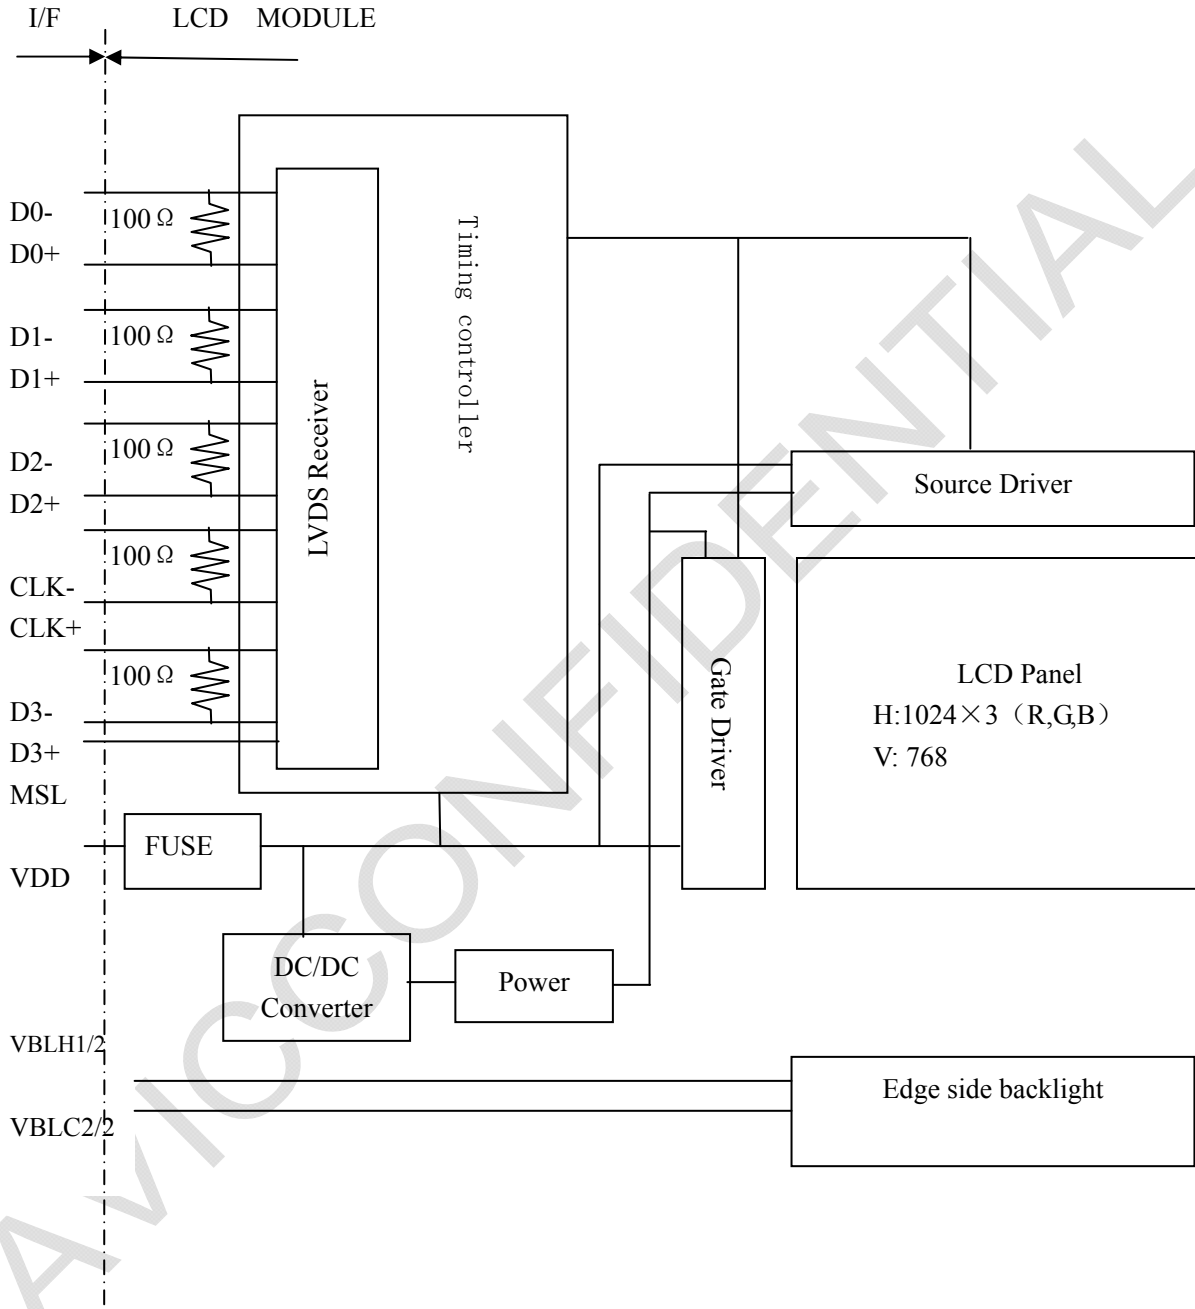 I/F LCD MODULE
D0-
100Ω
D0+
D1-
100Ω
D1+
D2-
100Ω
D2+
CLK-
100Ω
CLK+
D3-
100Ω
D3+
MSL
VDD
LVDS Receiver
Timing controller
Source Driver
Gate Driver
LCD Panel
H:1024×3（R,G,B）
V: 768
FUSE
DC/DC
Converter
Power
VBLH1/2
VBLC2/2
Edge side backlight
AVICCONFIDENTIAL